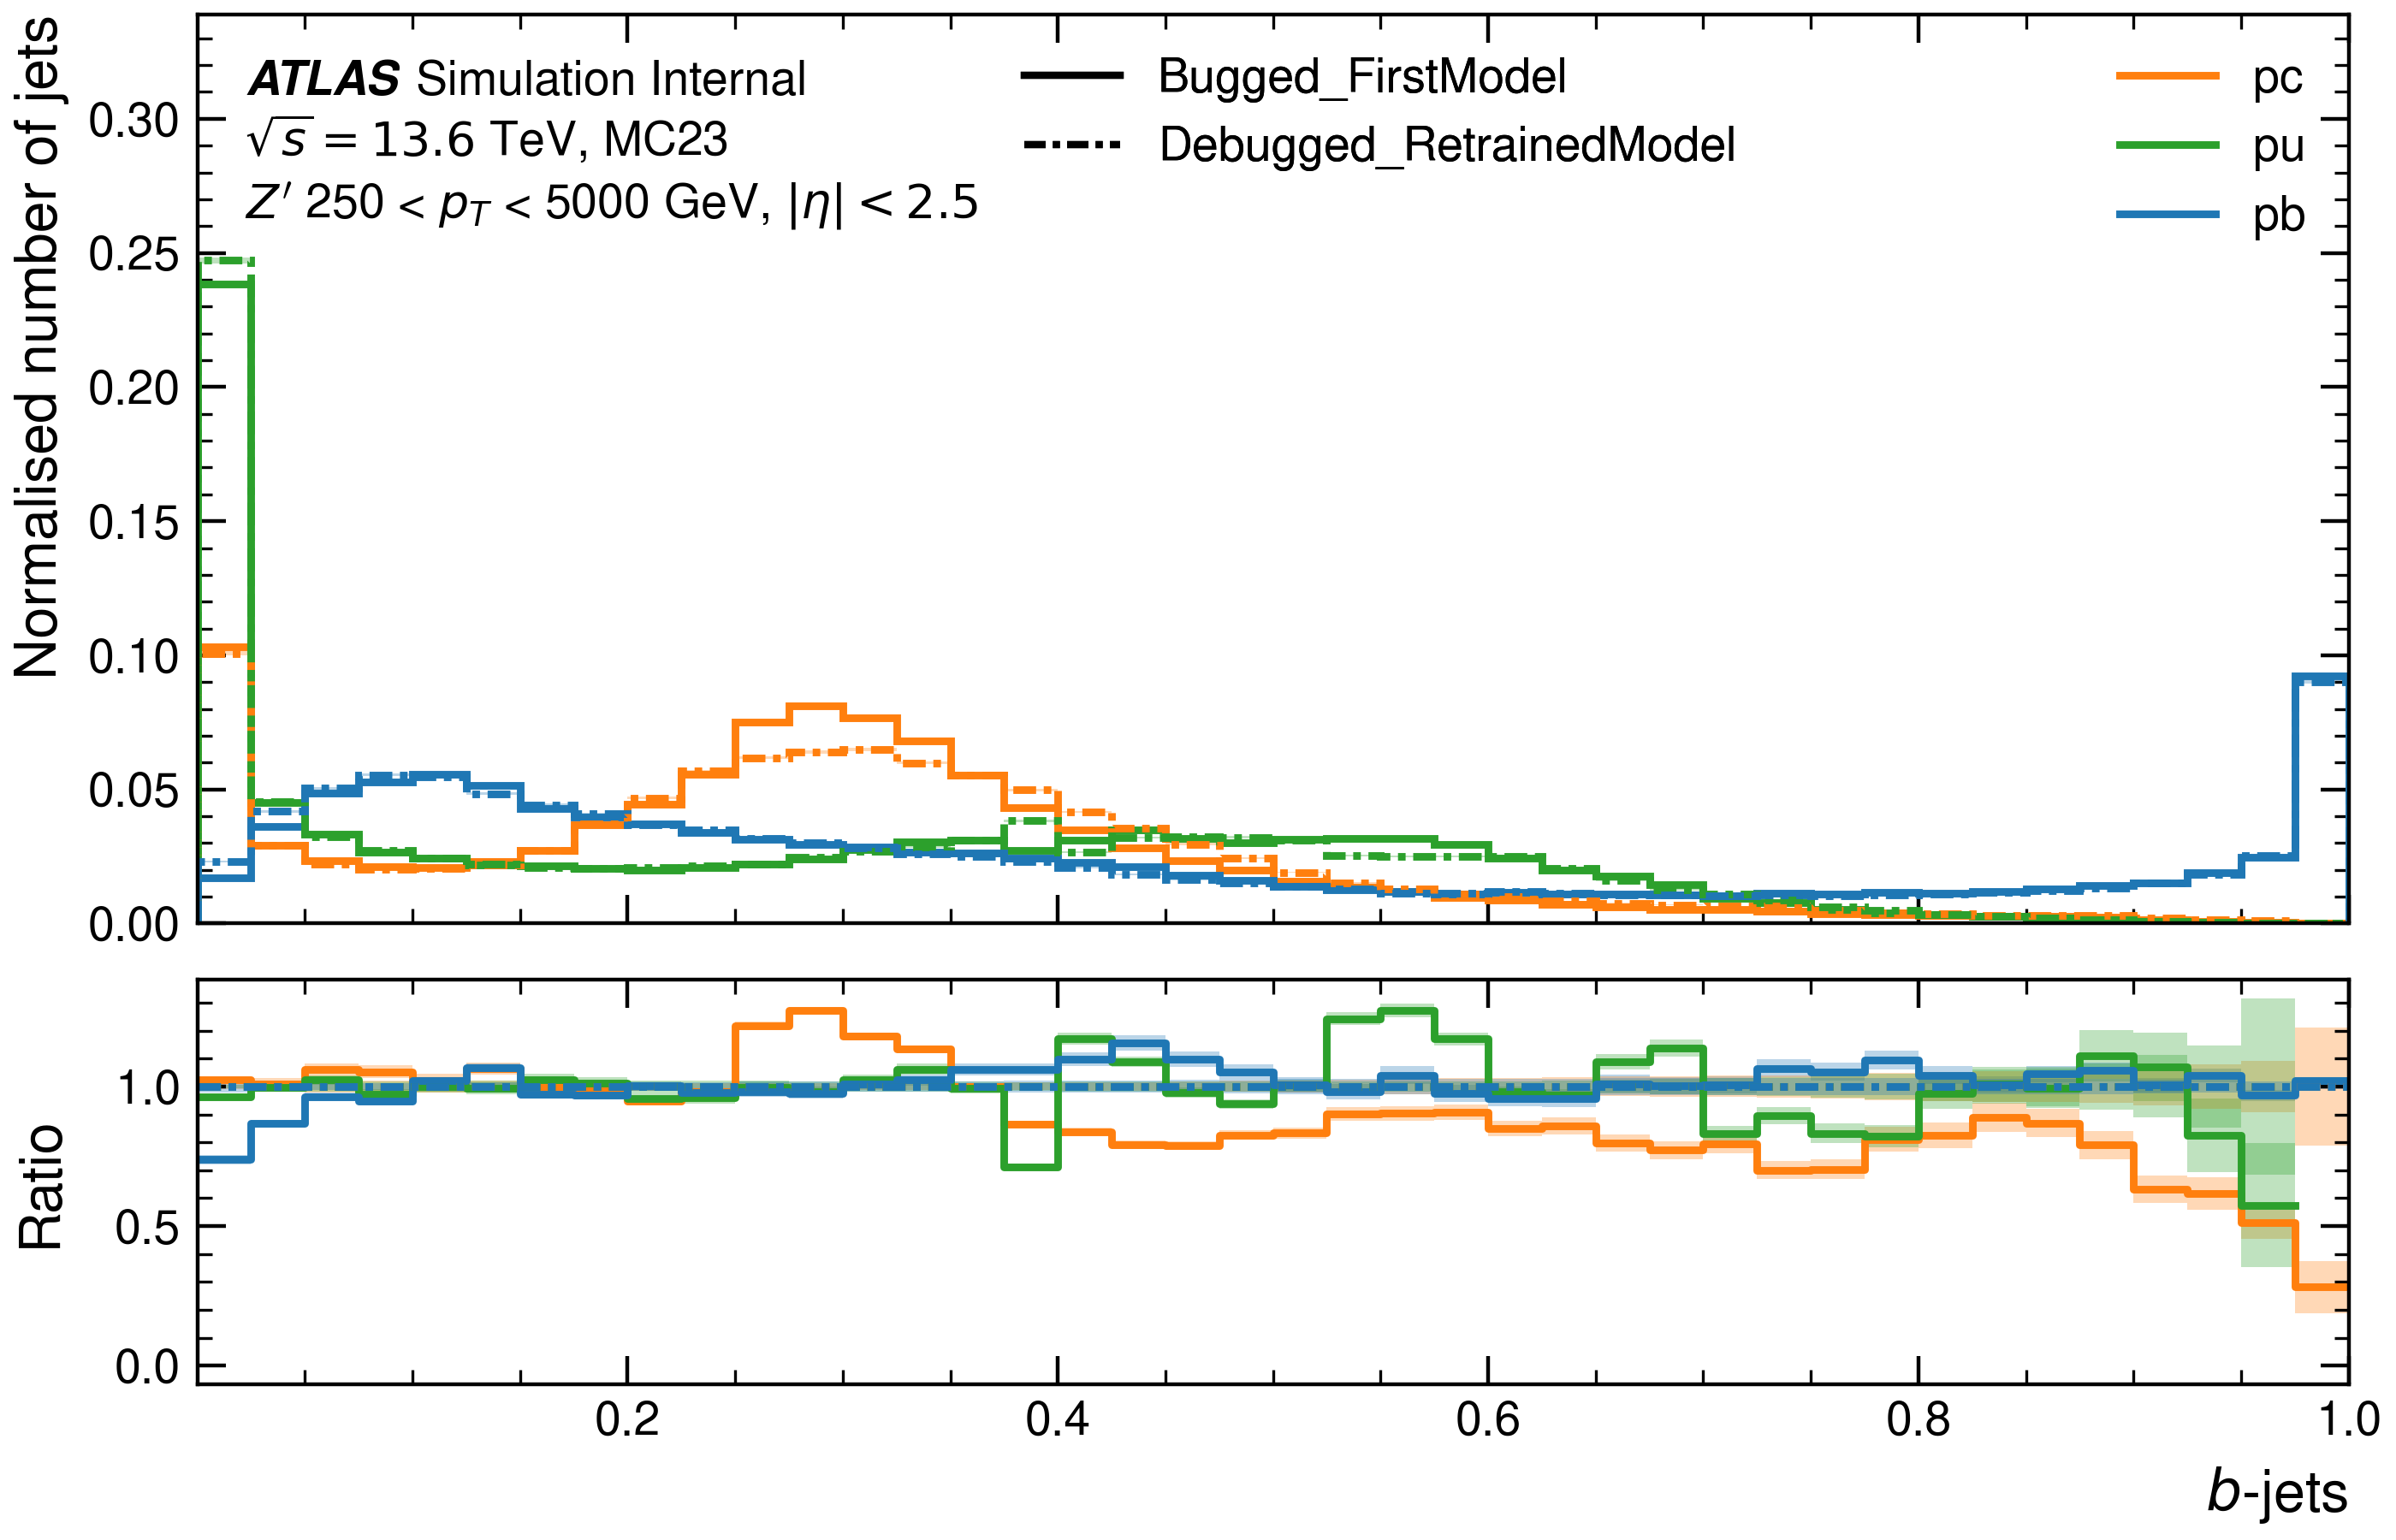 Normalised number of jets
ATLAS Simulation Internal
√s = 13.6 TeV, MC23
Z′ 250 < p_T < 5000 GeV, |η| < 2.5
Bugged_FirstModel
Debugged_RetrainedModel
pc
pu
pb
0.30
0.25
0.20
0.15
0.10
0.05
0.00
Ratio
1.0
0.5
0.0
0.2 0.4 0.6 0.8 1.0
b-jets